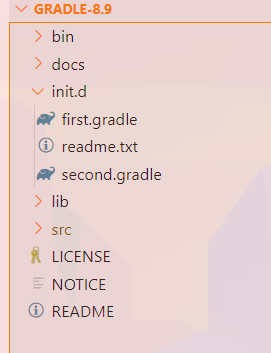 GRADLE-8.9
bin
docs
init.d
first.gradle
readme.txt
second.gradle
lib
src
LICENSE
NOTICE
README